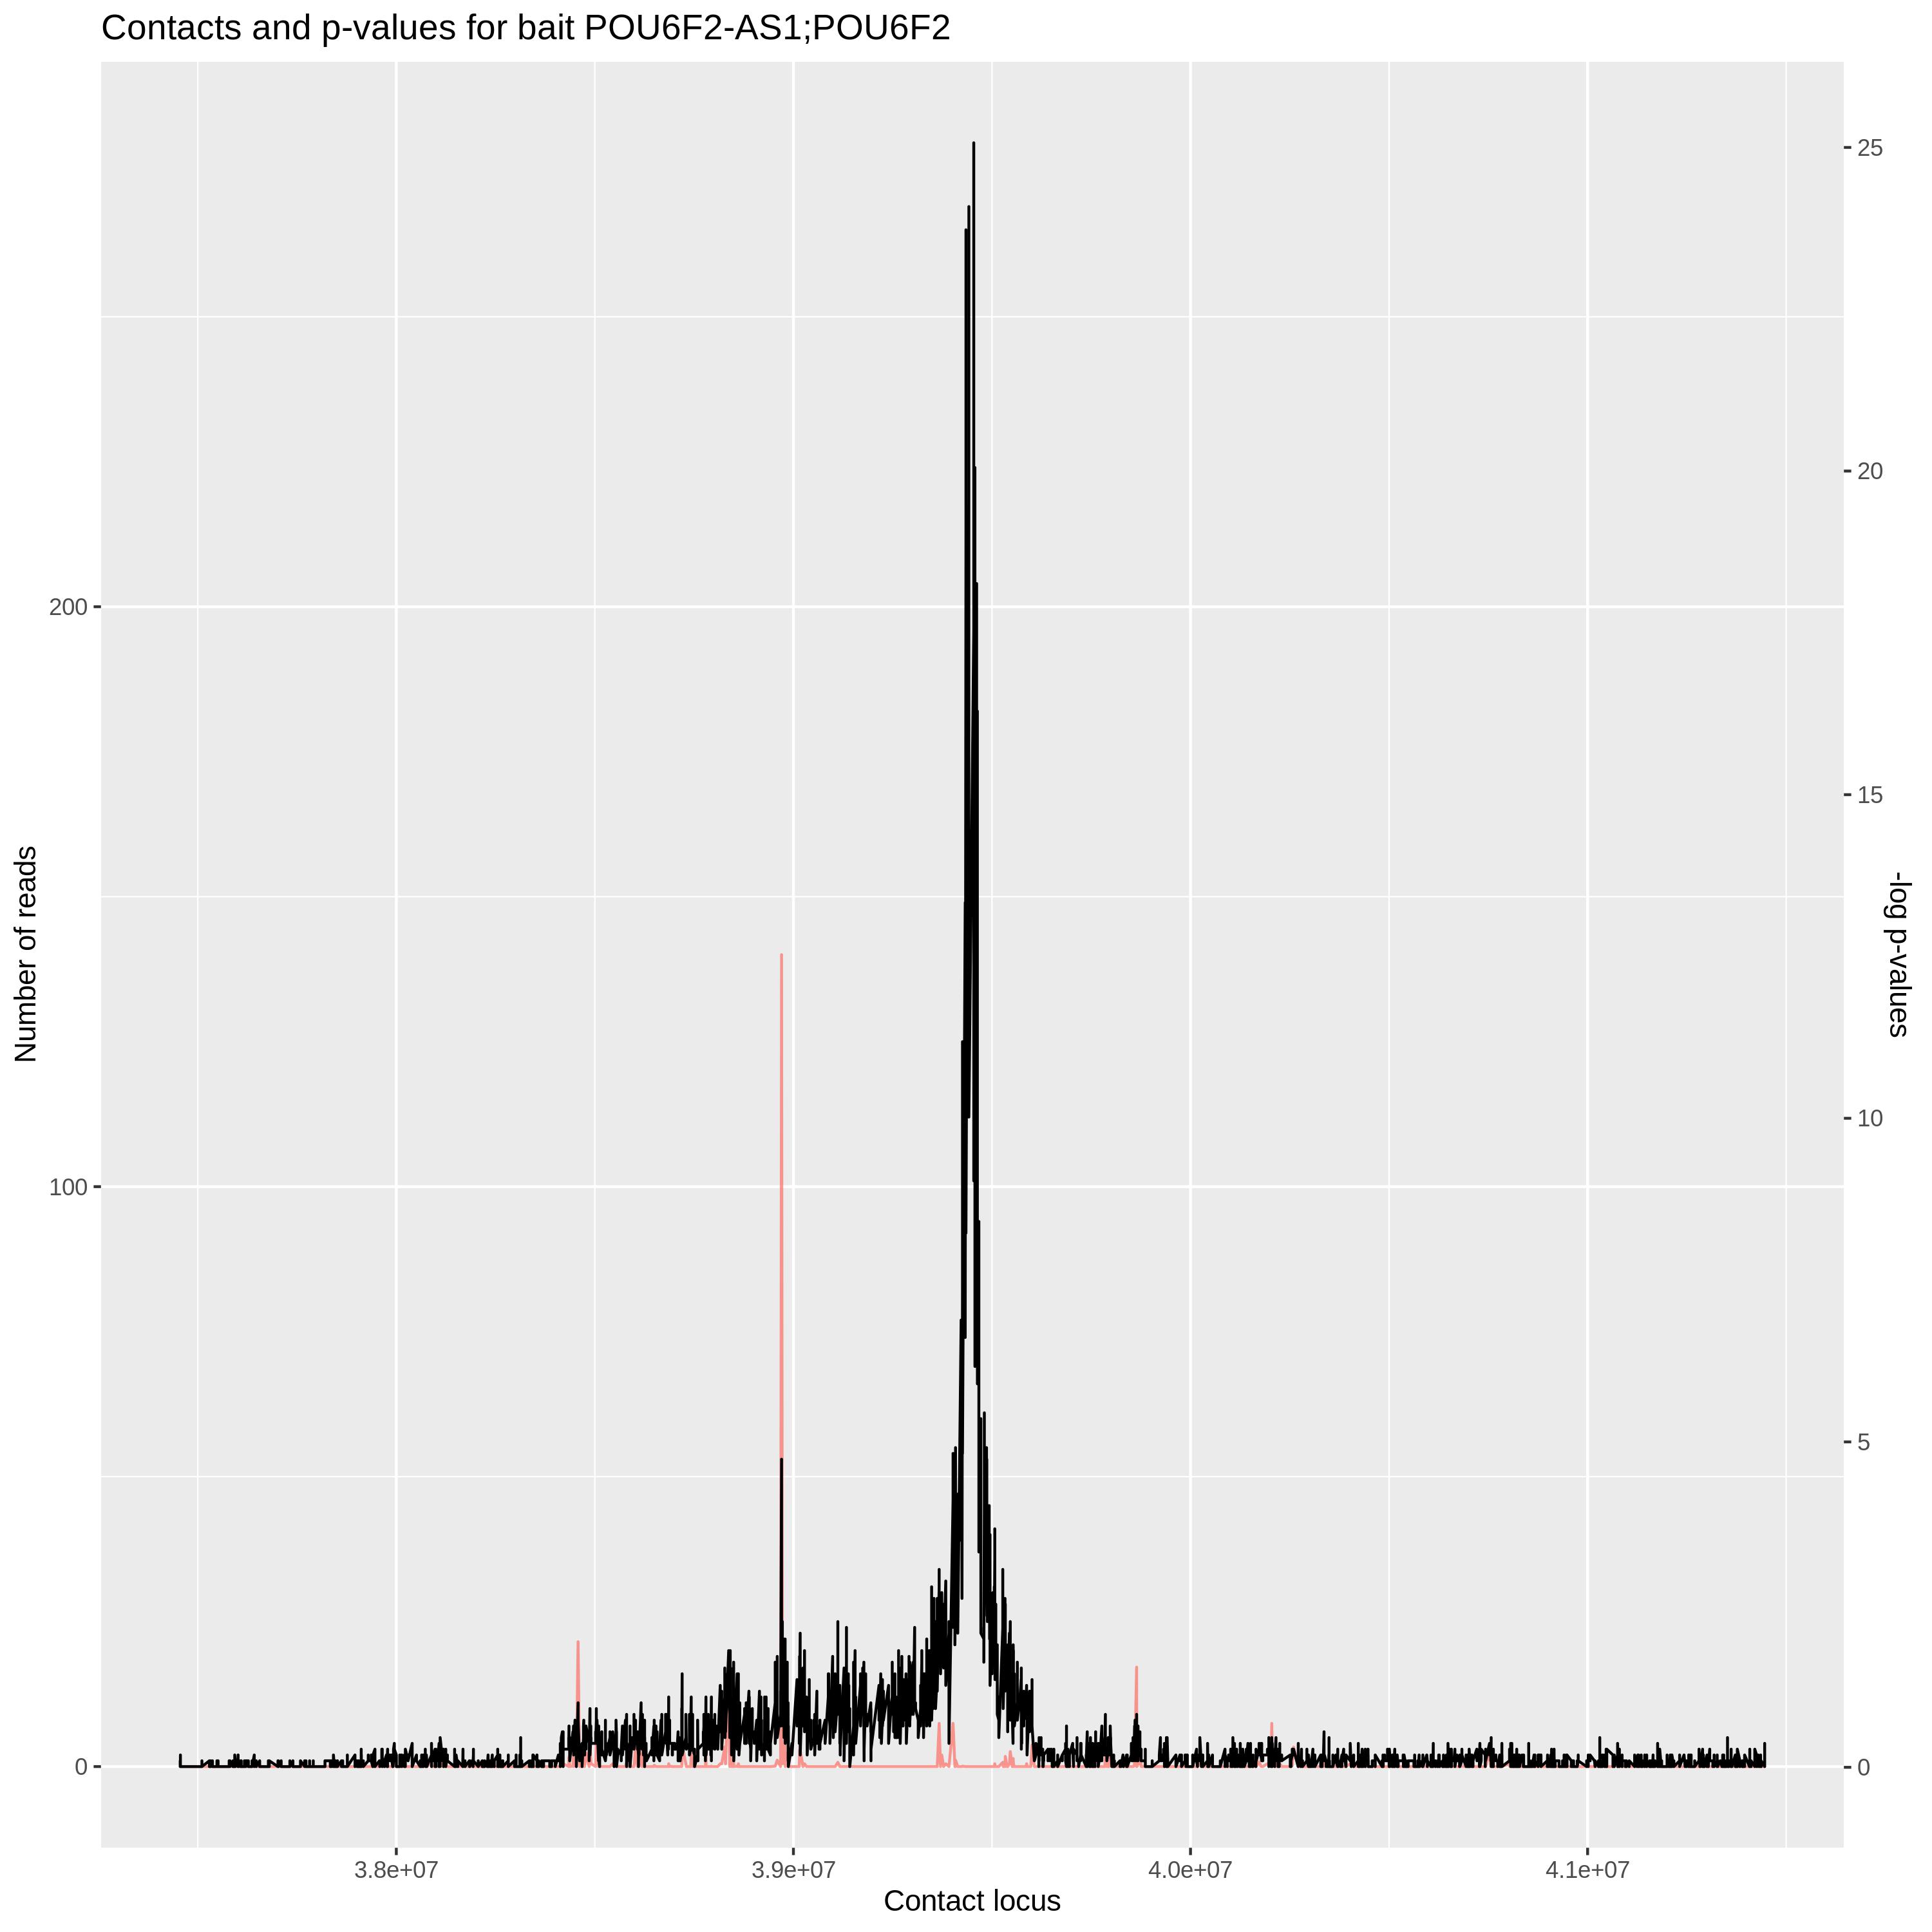 Contacts and p-values for bait POU6F2-AS1;POU6F2
Number of reads
200
100
0
25
20
15
10
5
0
-log p-values
3.8e+07
3.9e+07
4.0e+07
4.1e+07
Contact locus